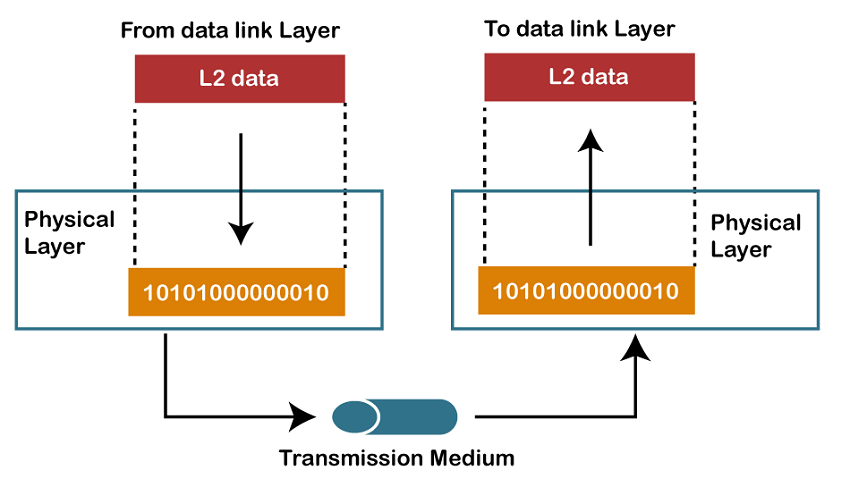 From data link Layer
To data link Layer
L2 data
L2 data
Physical
Layer
Physical
Layer
10101000000010
10101000000010
Transmission Medium